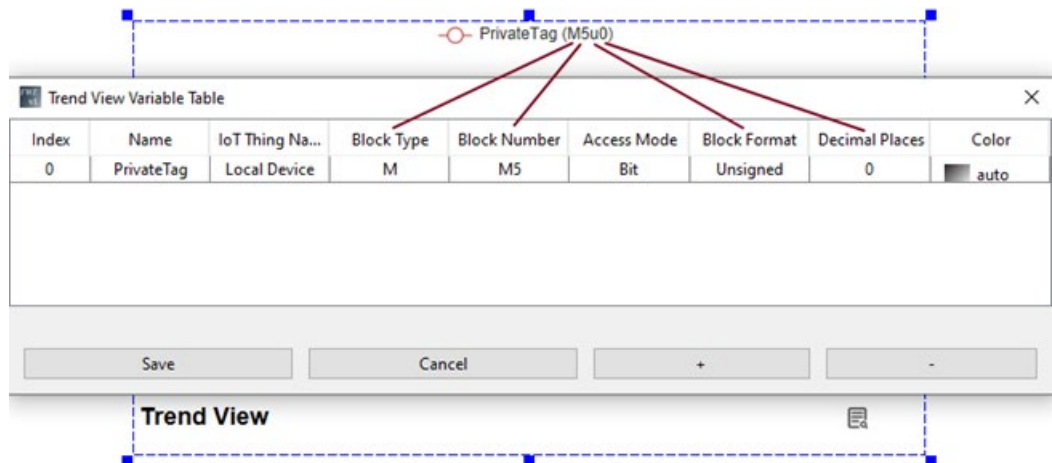 PrivateTag (M5u0)
Trend View Variable Table
Index Name IoT Thing Na... Block Type Block Number Access Mode Block Format Decimal Places Color
0 PrivateTag Local Device M M5 Bit Unsigned 0 auto
Save Cancel + -
Trend View